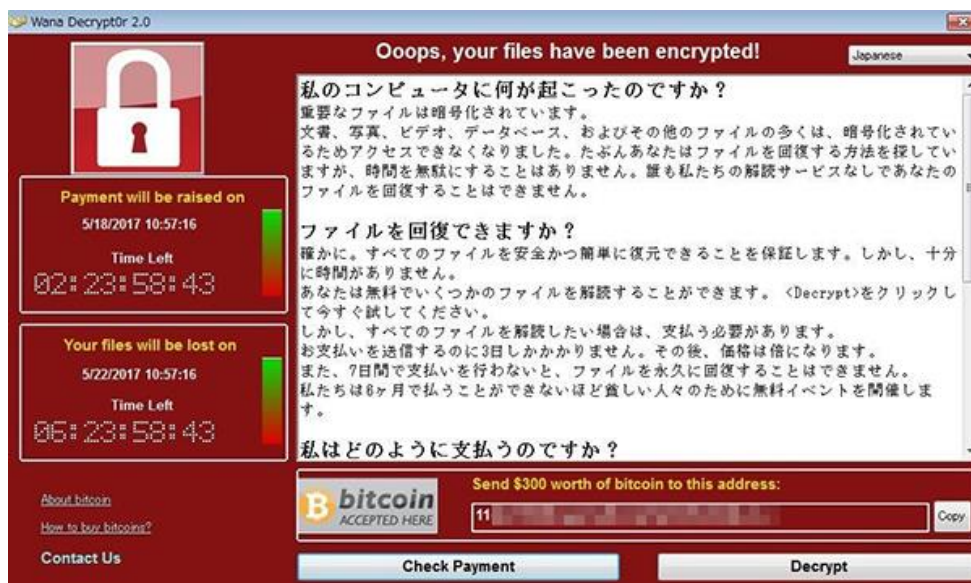 Wana Decrypt0r 2.0
Ooops, your files have been encrypted!
Japanese
Payment will be raised on
5/18/2017 10:57:16
Time Left
02:23:58:43
Your files will be lost on
5/22/2017 10:57:16
Time Left
06:23:58:43
About bitcoin
How to buy bitcoins?
Contact Us
私のコンピュータに何が起こったのですか？
重要なファイルは暗号化されています。
文書、写真、ビデオ、データベース、およびその他のファイルの多くは、暗号化されてい
るためアクセスできなくなりました。たぶんあなたはファイルを回復する方法を探してい
ますが、時間を無駄にすることはありません。誰も私たちの解読サービスなしであなたの
ファイルを回復することはできません。
ファイルを回復できますか？
確かに。すべてのファイルを安全かつ簡単に復元できることを保証します。しかし、十分
に時間がありません。
あなたは無料でいくつかのファイルを解読することができます。 <Decrypt>をクリックし
て今すぐ試してください。
しかし、すべてのファイルを解読したい場合は、支払う必要があります。
お支払いを送信するのに3日しかかかりません。その後、価格は倍になります。
また、7日間で支払いを行わないと、ファイルを永久に回復することはできません。
私たちは6ヶ月で払うことができないほど貧しい人々のために無料イベントを開催しま
す。
私はどのように支払うのですか？
bitcoin
ACCEPTED HERE
Send $300 worth of bitcoin to this address:
11
Copy
Check Payment
Decrypt